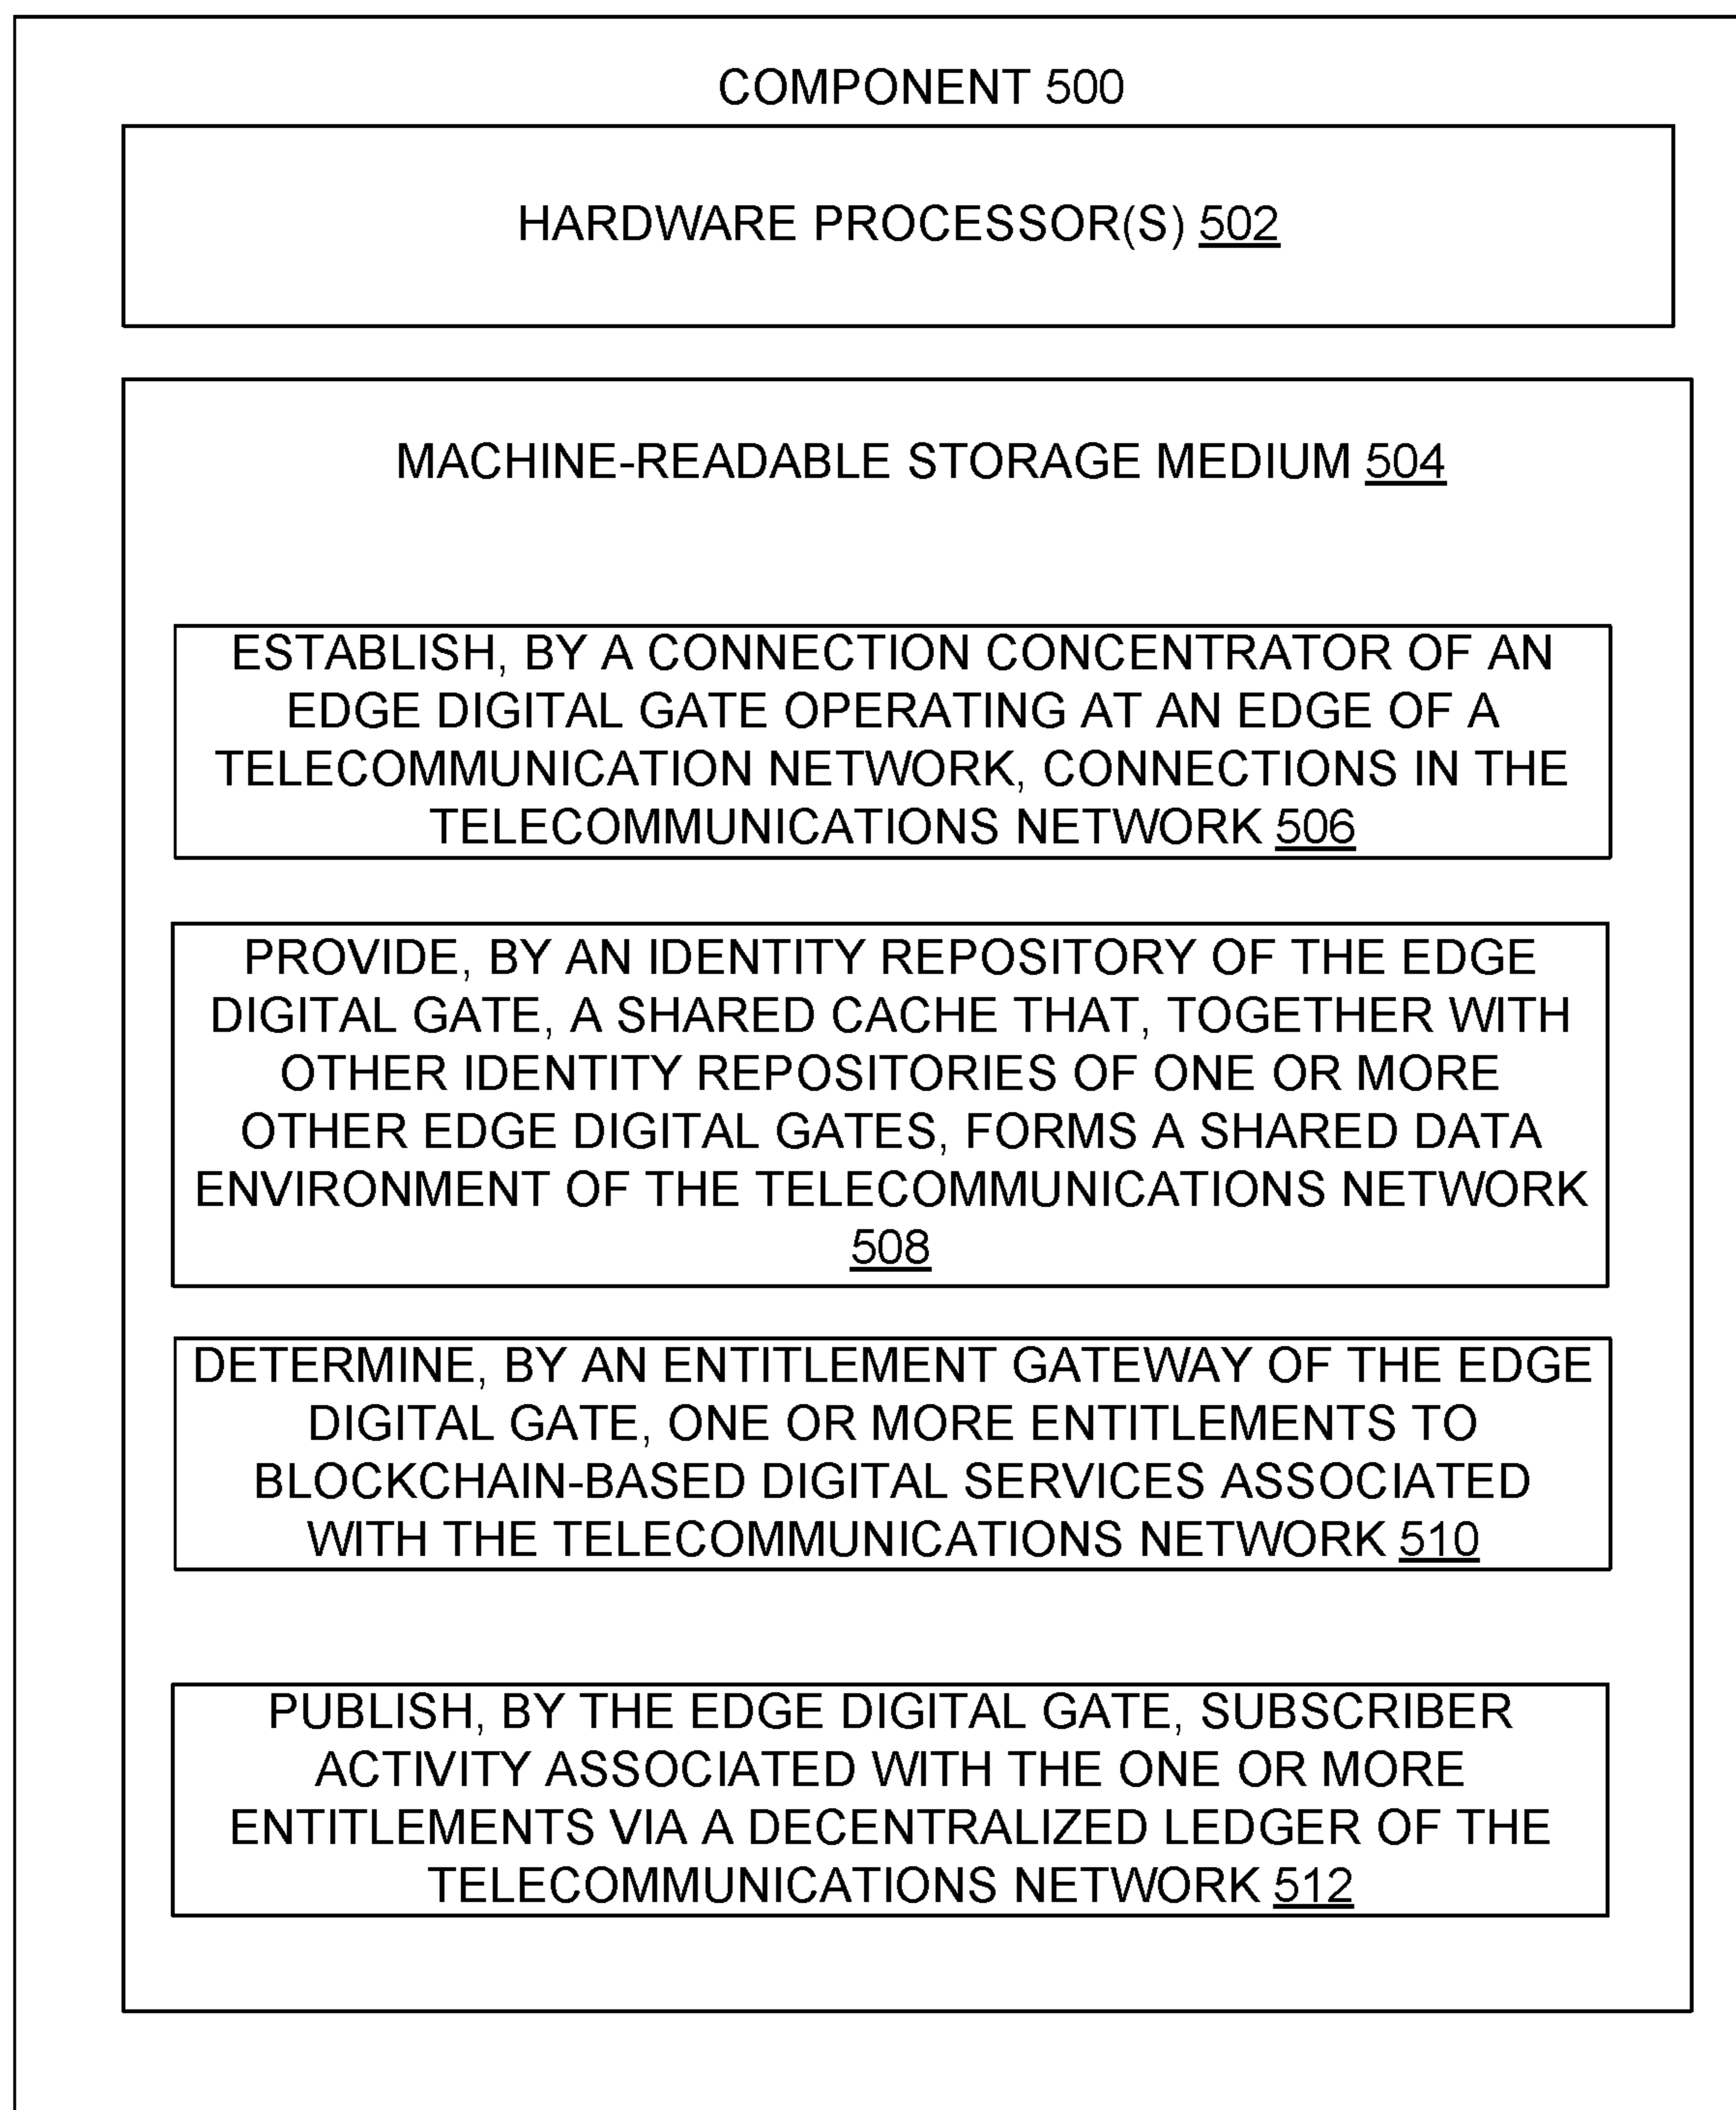 COMPONENT 500
HARDWARE PROCESSOR(S) 502
MACHINE-READABLE STORAGE MEDIUM 504
ESTABLISH, BY A CONNECTION CONCENTRATOR OF AN
EDGE DIGITAL GATE OPERATING AT AN EDGE OF A
TELECOMMUNICATION NETWORK, CONNECTIONS IN THE
TELECOMMUNICATIONS NETWORK 506
PROVIDE, BY AN IDENTITY REPOSITORY OF THE EDGE
DIGITAL GATE, A SHARED CACHE THAT, TOGETHER WITH
OTHER IDENTITY REPOSITORIES OF ONE OR MORE
OTHER EDGE DIGITAL GATES, FORMS A SHARED DATA
ENVIRONMENT OF THE TELECOMMUNICATIONS NETWORK
508
DETERMINE, BY AN ENTITLEMENT GATEWAY OF THE EDGE
DIGITAL GATE, ONE OR MORE ENTITLEMENTS TO
BLOCKCHAIN-BASED DIGITAL SERVICES ASSOCIATED
WITH THE TELECOMMUNICATIONS NETWORK 510
PUBLISH, BY THE EDGE DIGITAL GATE, SUBSCRIBER
ACTIVITY ASSOCIATED WITH THE ONE OR MORE
ENTITLEMENTS VIA A DECENTRALIZED LEDGER OF THE
TELECOMMUNICATIONS NETWORK 512